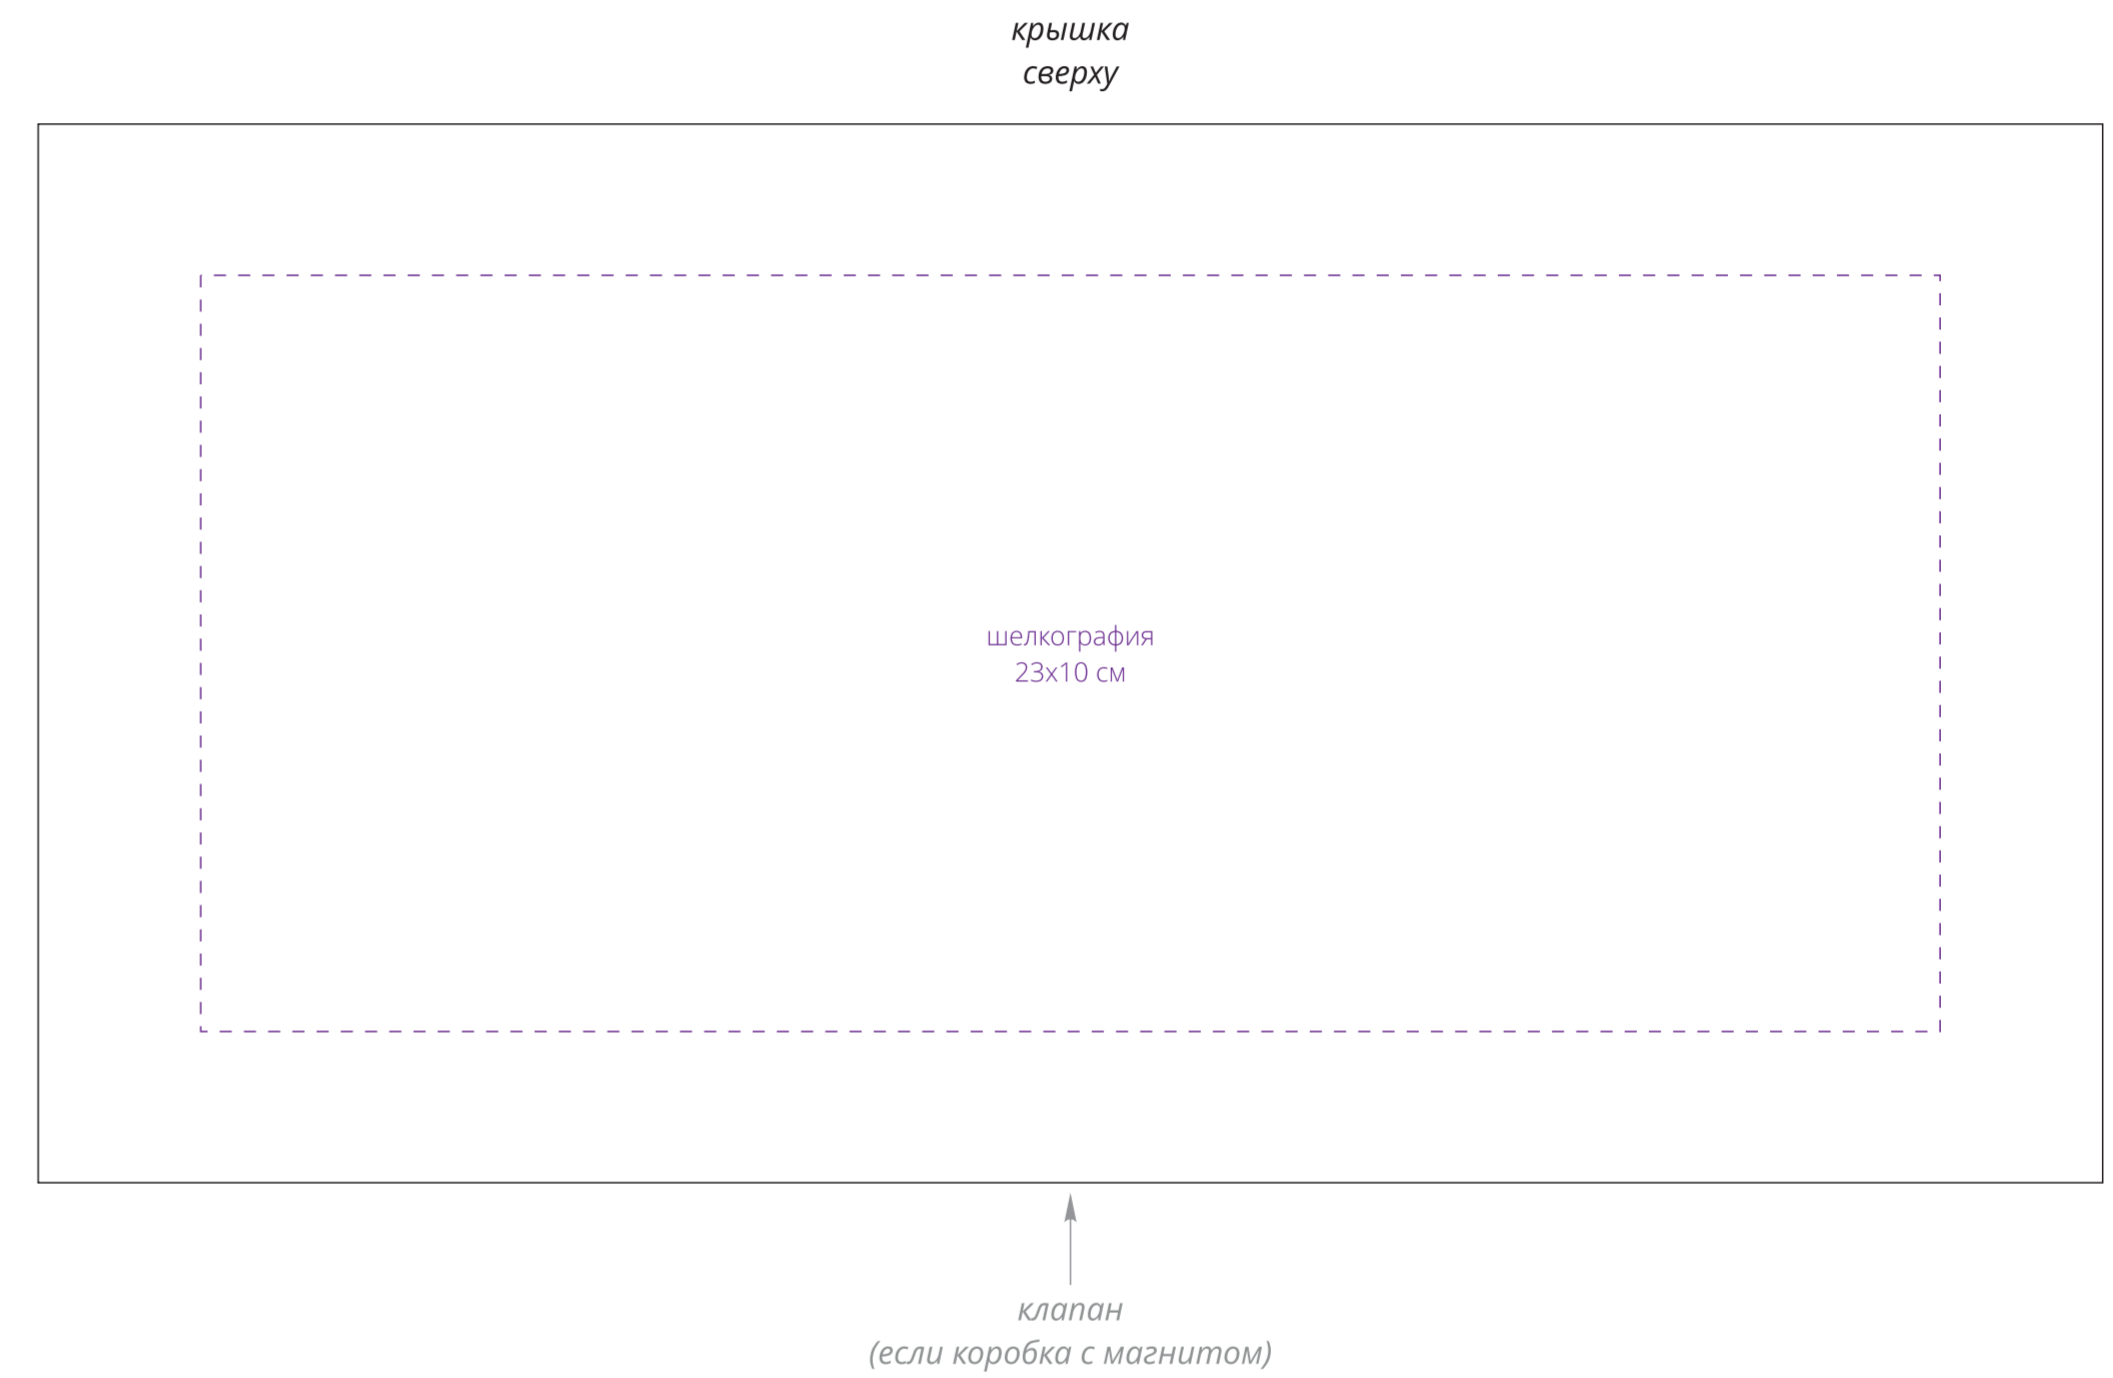 крышка
сверху
шелкография
23х10 см
клапан
(если коробка с магнитом)